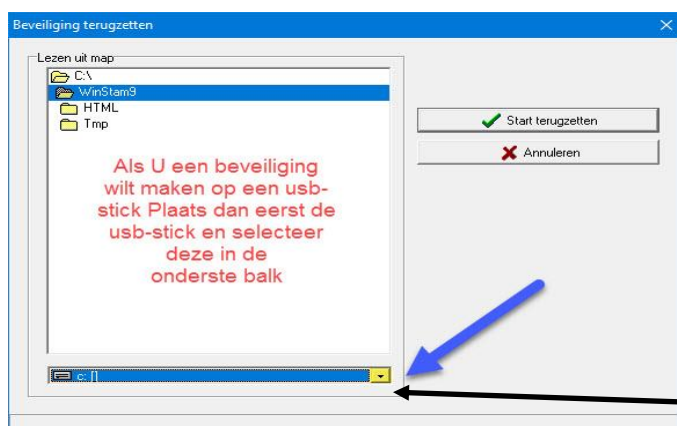 Beveiliging terugzetten
Lezen uit map
C:\
WinStam9
HTML
Tmp
Start terugzetten
Annuleren
Als U een beveiliging
wilt maken op een usb-
stick Plaats dan eerst de
usb-stick en selecteer
deze in de
onderste balk
c: []